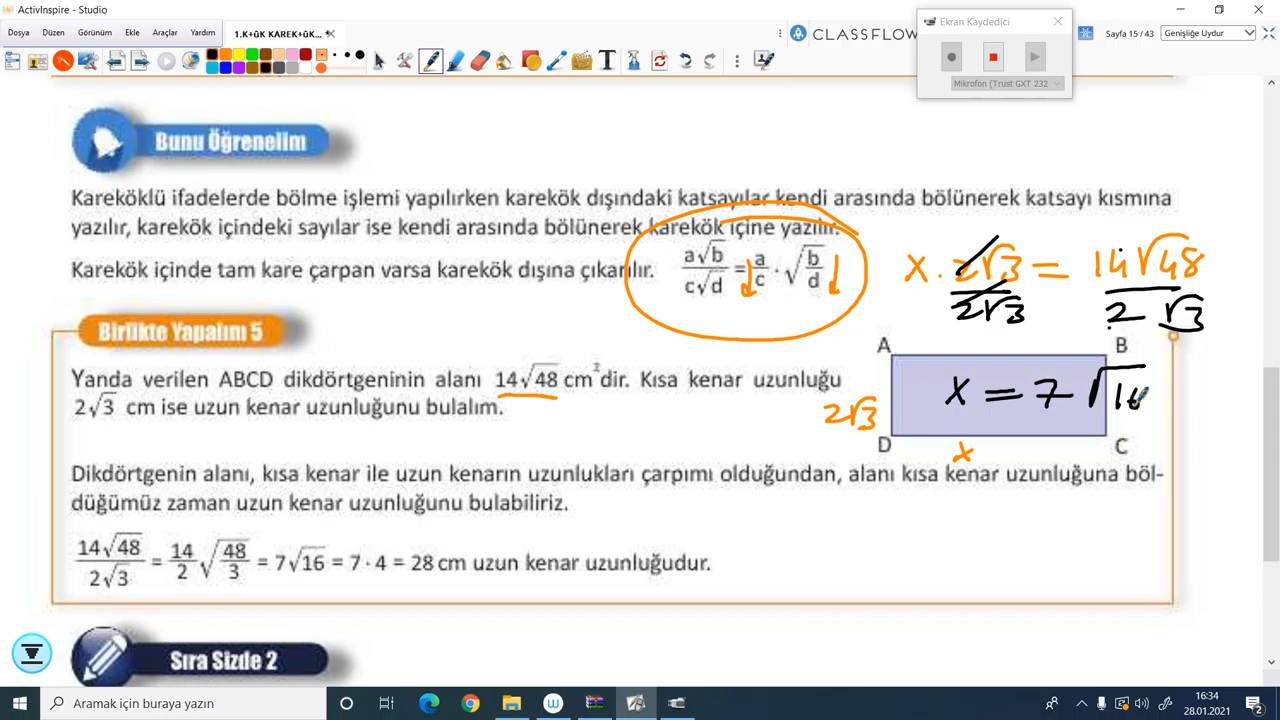 ActivInspire - Studio
Dosya Düzen Görünüm Ekle Araçlar Yardım
1.K+ûK KAREK+ûK...
Ekran Kaydedici
Mikrofon (Trust GXT 232
CLASSFLOW
Sayfa 15 / 43
Genişliğe Uydur
Bunu Öğrenelim
Kareköklü ifadelerde bölme işlemi yapılırken karekök dışındaki katsayılar kendi arasında bölünerek katsayı kısmına
yazılır, karekök içindeki sayılar ise kendi arasında bölünerek karekök içine yazılır.
Karekök içinde tam kare çarpan varsa karekök dışına çıkarılır.
a√b / c√d = a/c · √(b/d)
x · 2√3 / 2√3 = 14√48 / 2√3
Birlikte Yapalım 5
Yanda verilen ABCD dikdörtgeninin alanı 14√48 cm² dir. Kısa kenar uzunluğu
2√3 cm ise uzun kenar uzunluğunu bulalım.
A B
2√3
x = 7√16
D C
x
Dikdörtgenin alanı, kısa kenar ile uzun kenarın uzunlukları çarpımı olduğundan, alanı kısa kenar uzunluğuna böl-
düğümüz zaman uzun kenar uzunluğunu bulabiliriz.
14√48 / 2√3 = 14/2 √(48/3) = 7√16 = 7 · 4 = 28 cm uzun kenar uzunluğudur.
Sıra Sizde 2
Aramak için buraya yazın
16:34
28.01.2021
2